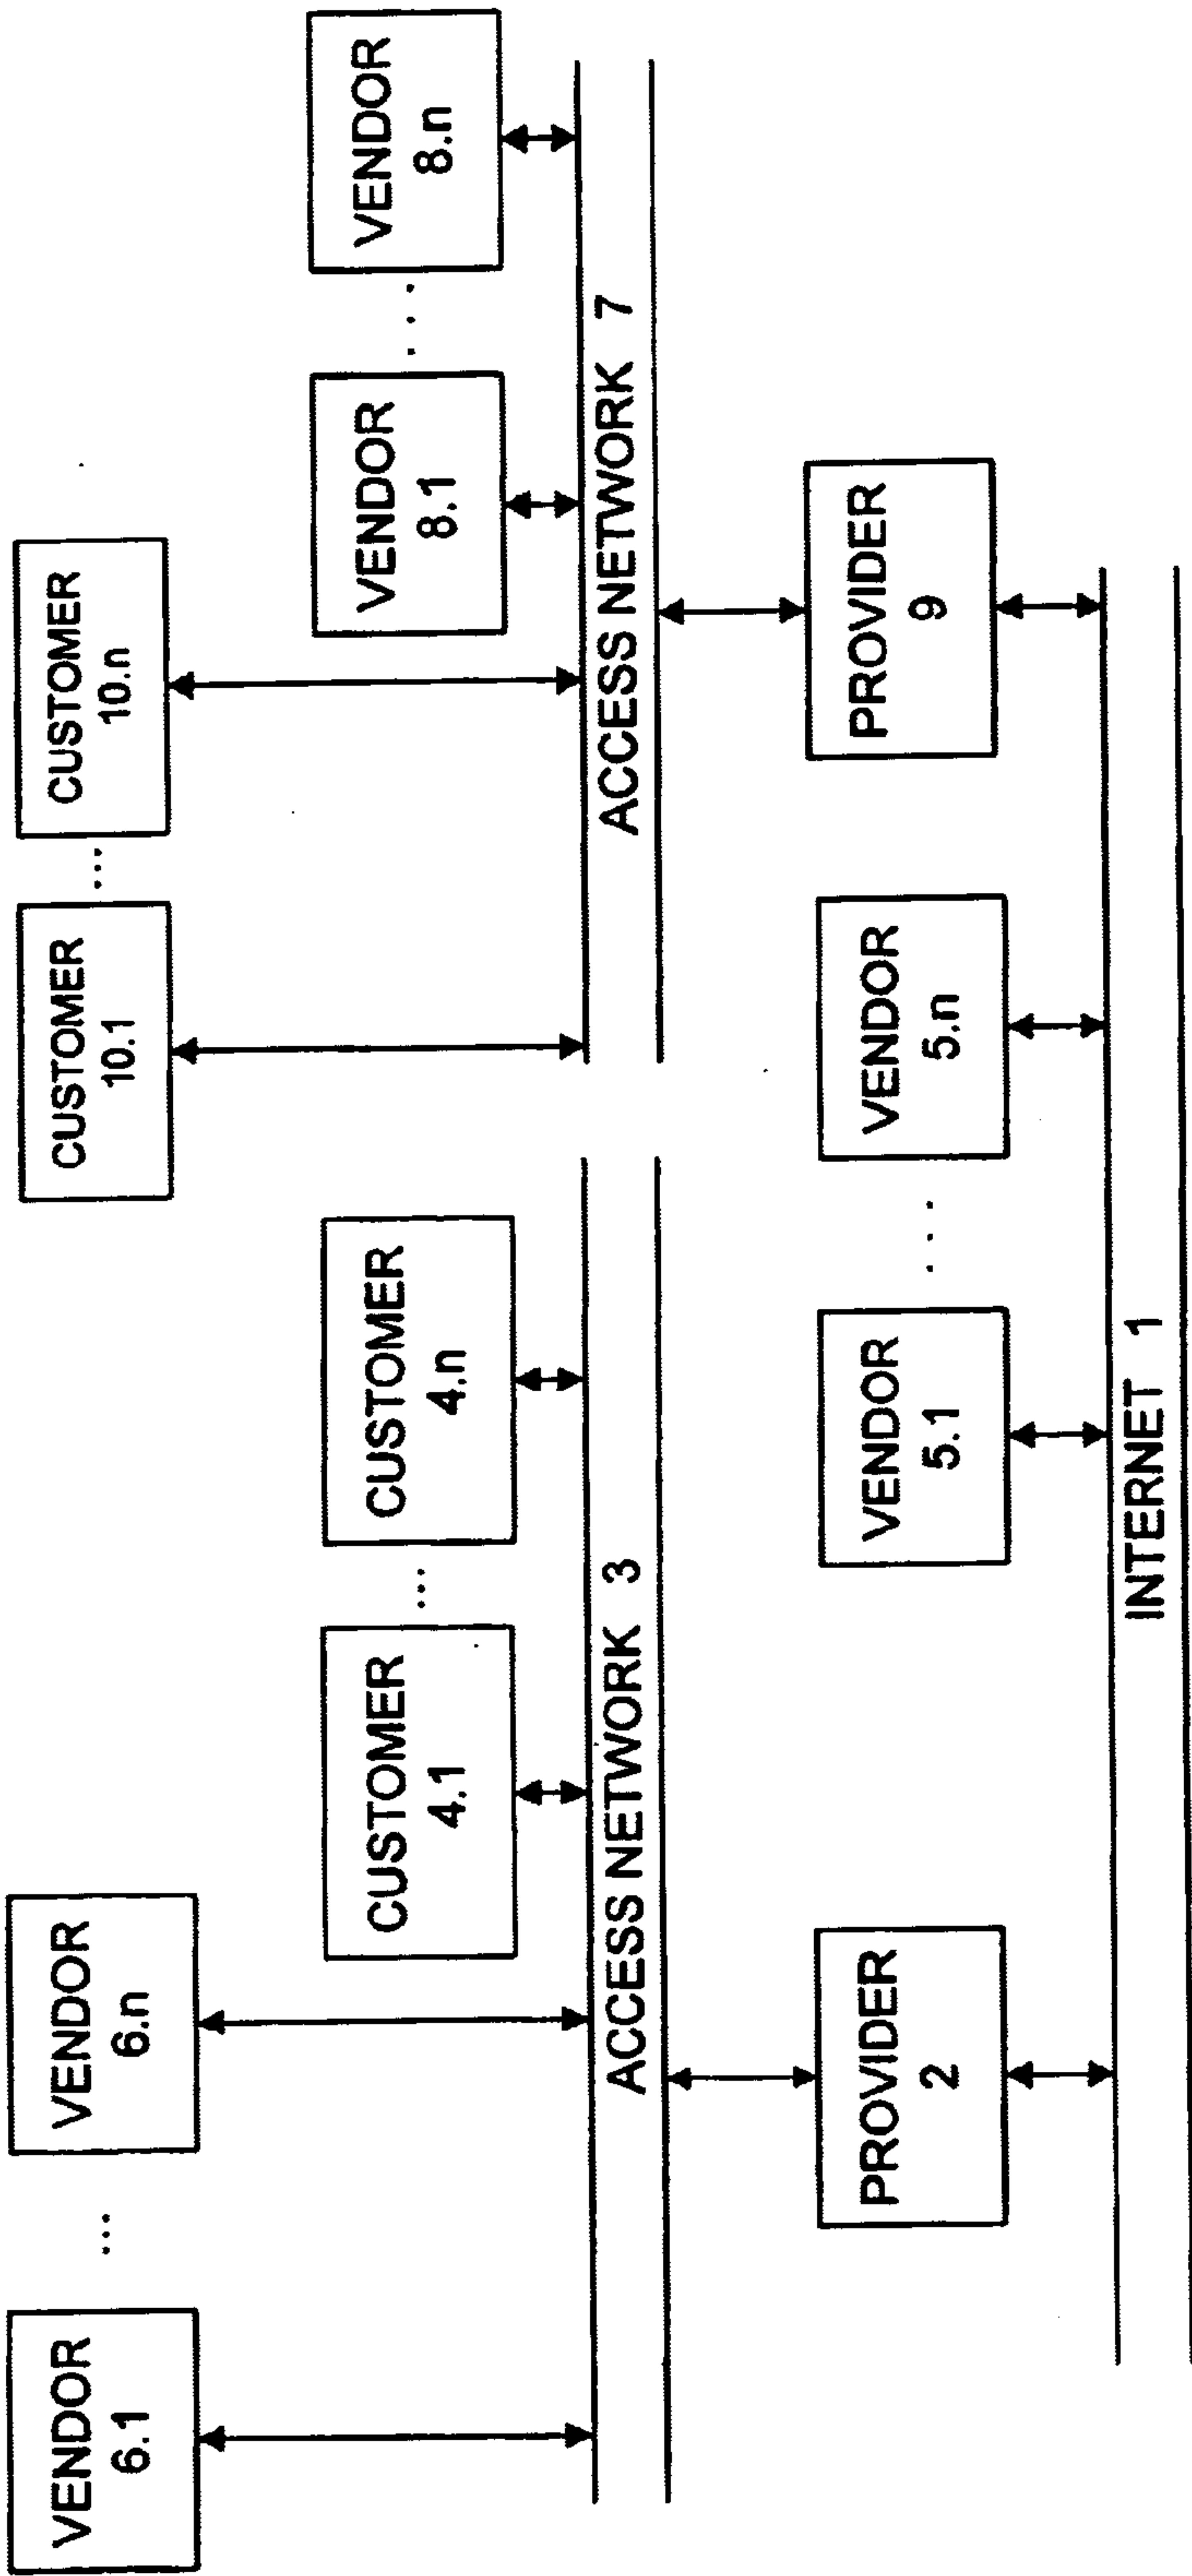 VENDOR
6.1
...
VENDOR
6.n
CUSTOMER
10.1
...
CUSTOMER
10.n
CUSTOMER
4.1
...
CUSTOMER
4.n
VENDOR
8.1
...
VENDOR
8.n
ACCESS NETWORK 3
ACCESS NETWORK 7
PROVIDER
2
VENDOR
5.1
...
VENDOR
5.n
PROVIDER
9
INTERNET 1